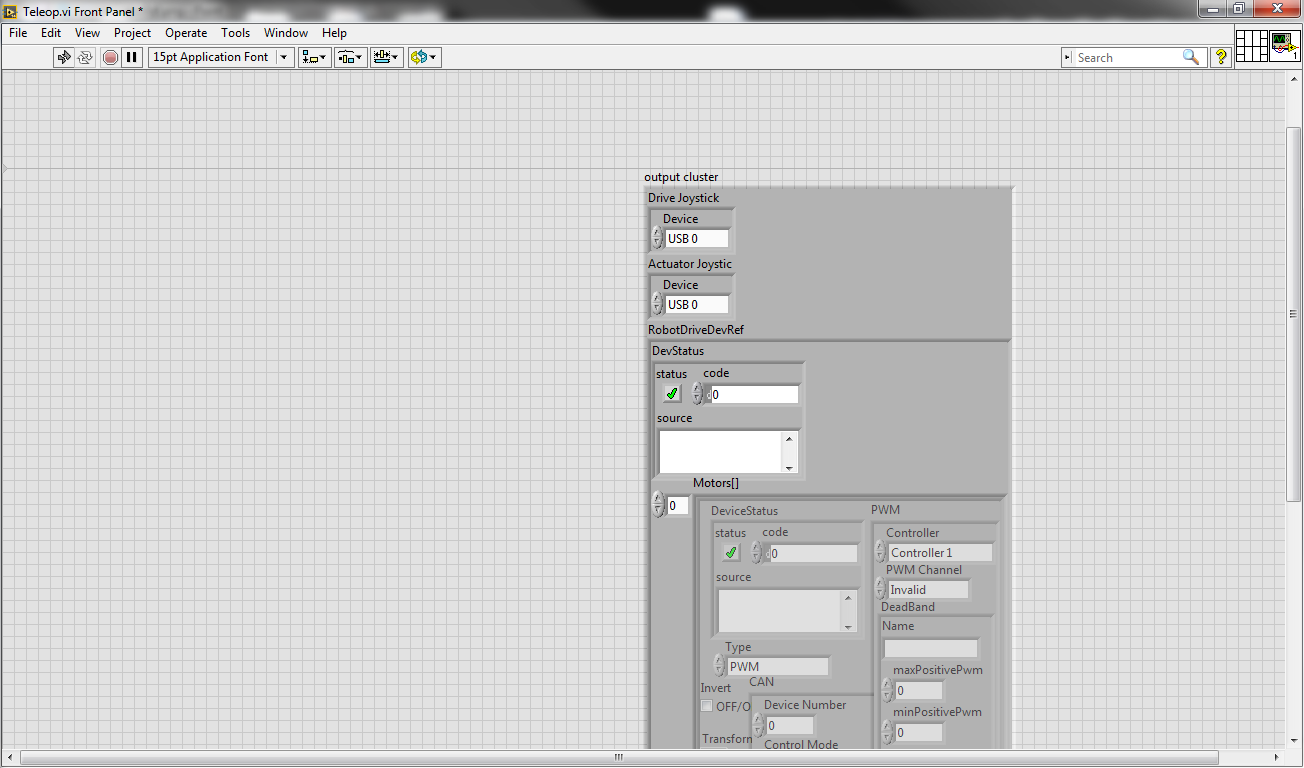 Teleop.vi Front Panel *
File Edit View Project Operate Tools Window Help
15pt Application Font
Search
?
1
output cluster
Drive Joystick
Device
USB 0
Actuator Joystic
Device
USB 0
RobotDriveDevRef
DevStatus
status code
0
source
Motors[]
0
DeviceStatus
status code
0
source
Type
PWM
Invert
OFF/O
Transform
CAN
Device Number
0
Control Mode
PWM
Controller
Controller 1
PWM Channel
Invalid
DeadBand
Name
maxPositivePwm
0
minPositivePwm
0